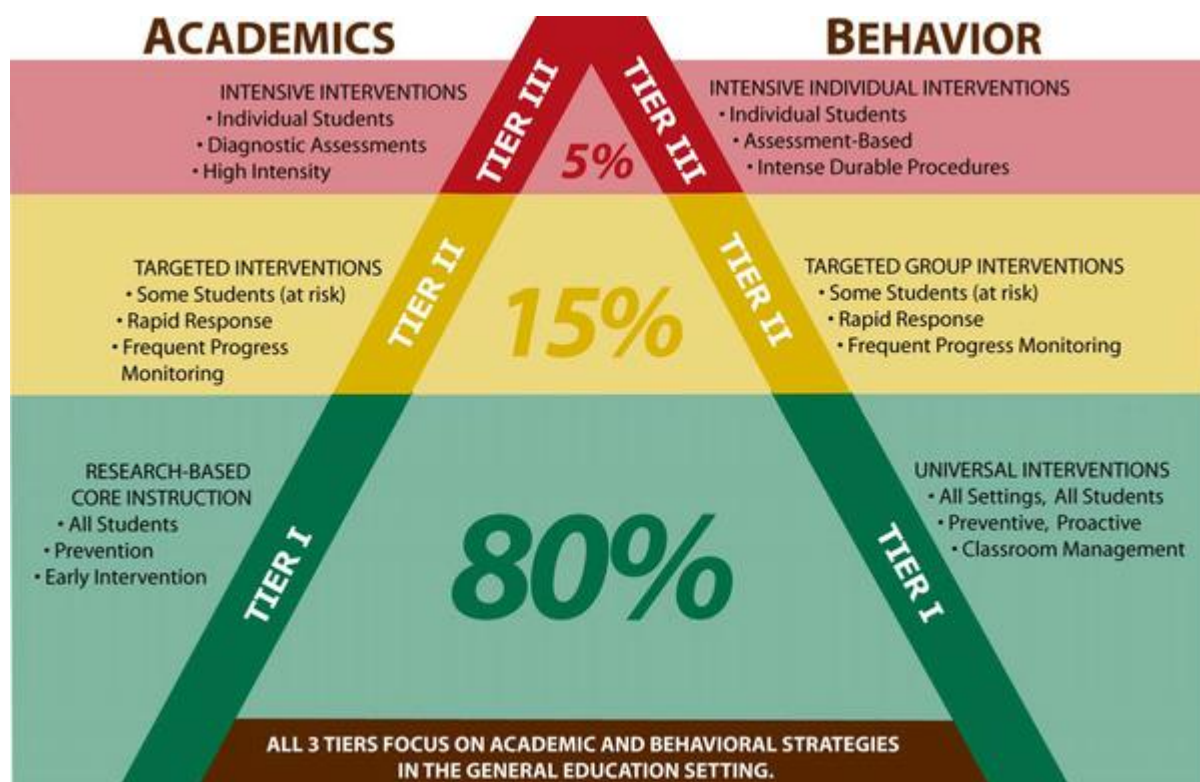 ACADEMICS
BEHAVIOR
TIER III
TIER III
INTENSIVE INTERVENTIONS
• Individual Students
• Diagnostic Assessments
• High Intensity
5%
INTENSIVE INDIVIDUAL INTERVENTIONS
• Individual Students
• Assessment-Based
• Intense Durable Procedures
TIER II
TIER II
TARGETED INTERVENTIONS
• Some Students (at risk)
• Rapid Response
• Frequent Progress
Monitoring
15%
TARGETED GROUP INTERVENTIONS
• Some Students (at risk)
• Rapid Response
• Frequent Progress Monitoring
RESEARCH-BASED
CORE INSTRUCTION
• All Students
• Prevention
• Early Intervention
TIER I
80%
TIER I
UNIVERSAL INTERVENTIONS
• All Settings, All Students
• Preventive, Proactive
• Classroom Management
ALL 3 TIERS FOCUS ON ACADEMIC AND BEHAVIORAL STRATEGIES
IN THE GENERAL EDUCATION SETTING.